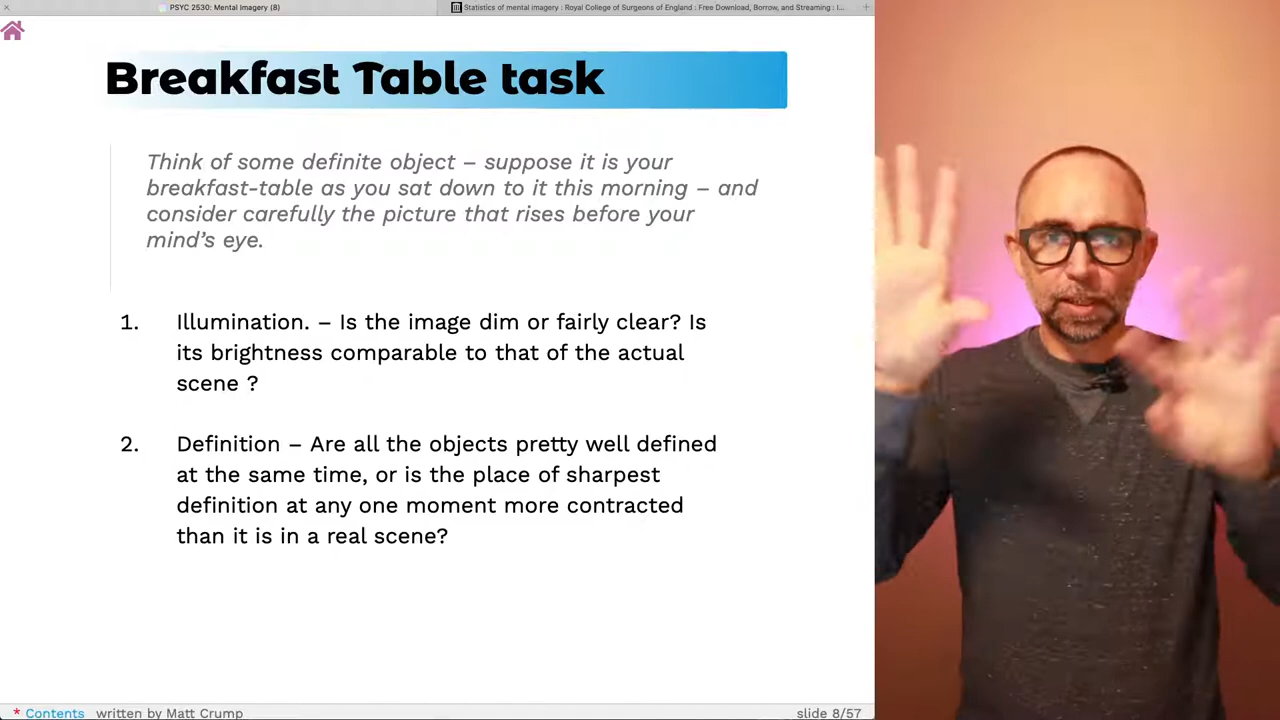 PSYC 2530: Mental Imagery (8)
Statistics of mental imagery : Royal College of Surgeons of England : Free Download, Borrow, and Streaming : I...
Breakfast Table task
Think of some definite object – suppose it is your
breakfast-table as you sat down to it this morning – and
consider carefully the picture that rises before your
mind's eye.
1. Illumination. – Is the image dim or fairly clear? Is
its brightness comparable to that of the actual
scene ?
2. Definition – Are all the objects pretty well defined
at the same time, or is the place of sharpest
definition at any one moment more contracted
than it is in a real scene?
* Contents written by Matt Crump
slide 8/57